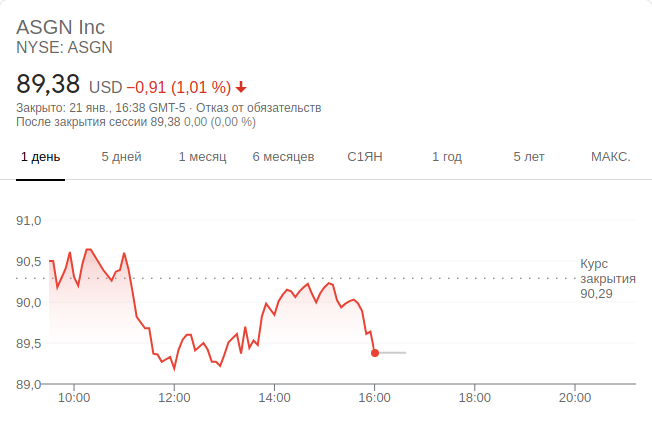 ASGN Inc
NYSE: ASGN
89,38 USD −0,91 (1,01 %)
Закрыто: 21 янв., 16:38 GMT-5 · Отказ от обязательств
После закрытия сессии 89,38 0,00 (0,00 %)
1 день 5 дней 1 месяц 6 месяцев С1ЯН 1 год 5 лет МАКС.
91,0
90,5
Курс
закрытия
90,29
90,0
89,5
89,0
10:00 12:00 14:00 16:00 18:00 20:00